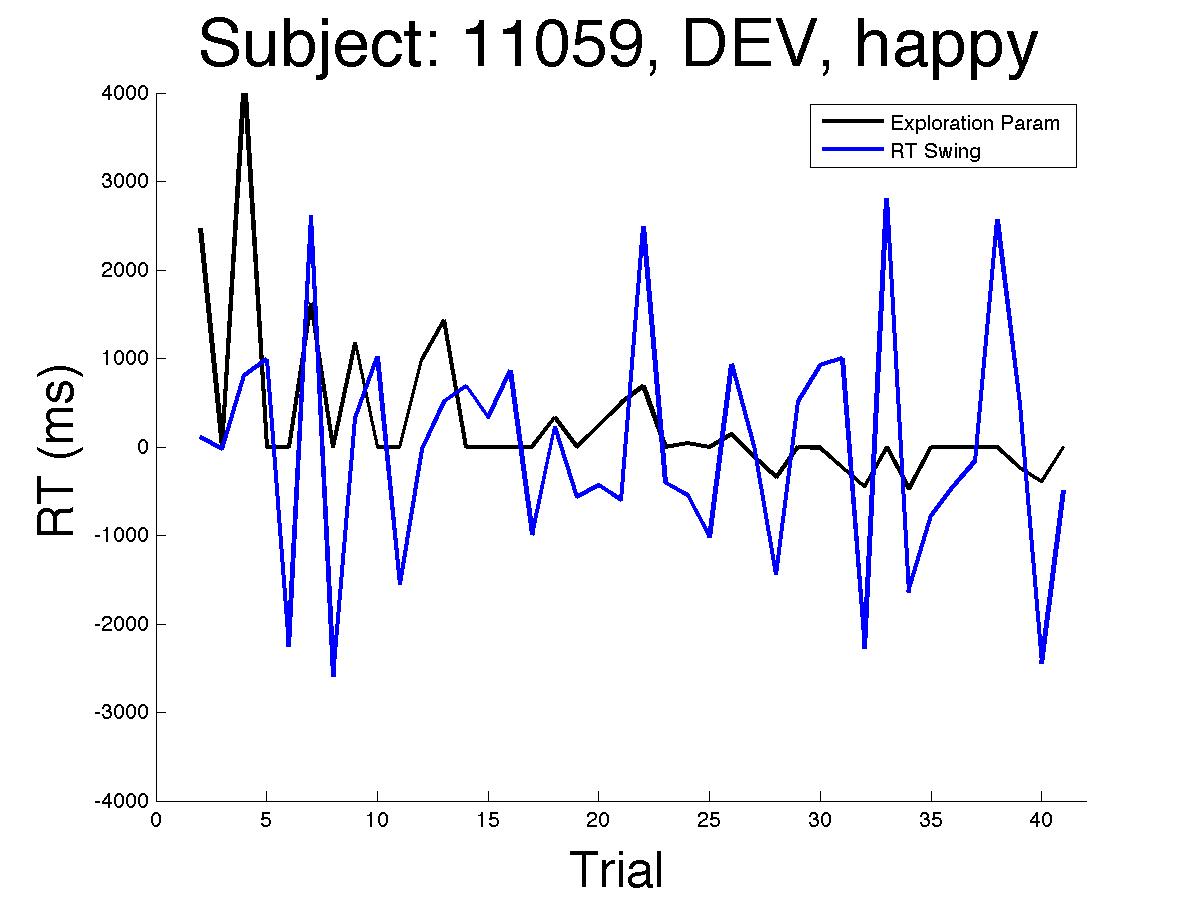 Subject: 11059, DEV, happy
Exploration Param
RT Swing
RT (ms)
4000
3000
2000
1000
0
-1000
-2000
-3000
-4000
0 5 10 15 20 25 30 35 40
Trial